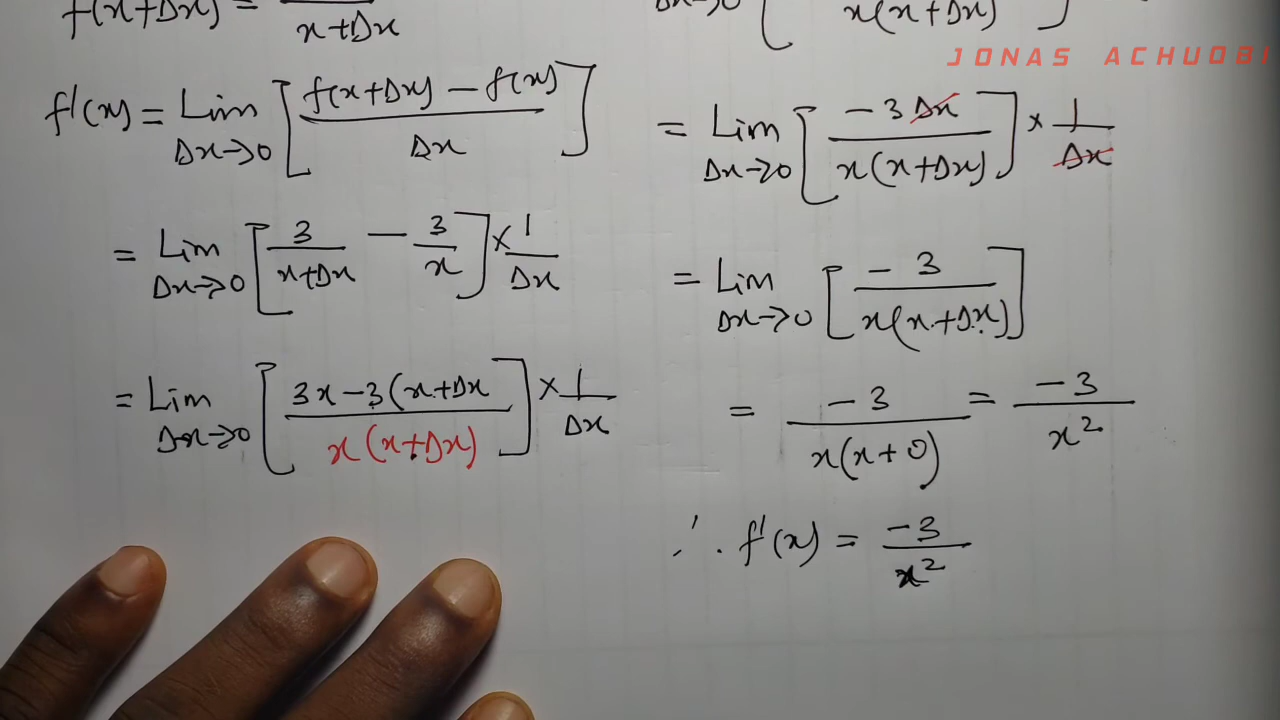 f(x+Δx) =
x+Δx
f'(x) = Lim Δx→0 [ f(x+Δx) − f(x) / Δx ]
= Lim Δx→0 [ 3 / x+Δx − 3 / x ] × 1 / Δx
= Lim Δx→0 [ 3x−3(x+Δx / x(x+Δx) ] × 1 / Δx
Δx→0 [ x(x+Δx) ]
JONAS ACHUOBI
= Lim Δx→0 [ −3Δx / x(x+Δx) ] × 1 / Δx
= Lim Δx→0 [ −3 / x(x+Δx) ]
= −3 / x(x+0) = −3 / x²
∴ f'(x) = −3 / x²